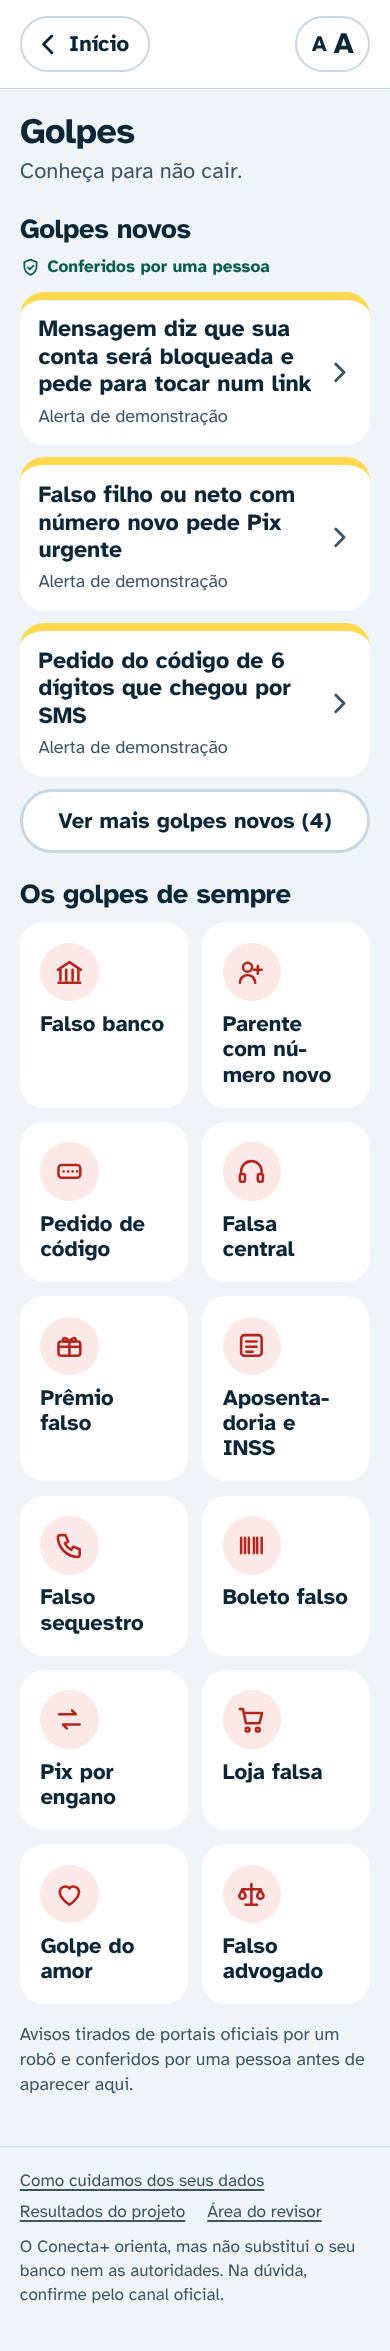 Início
A A
Golpes
Conheça para não cair.
Golpes novos
Conferidos por uma pessoa
Mensagem diz que sua
conta será bloqueada e
pede para tocar num link
Alerta de demonstração
Falso filho ou neto com
número novo pede Pix
urgente
Alerta de demonstração
Pedido do código de 6
dígitos que chegou por
SMS
Alerta de demonstração
Ver mais golpes novos (4)
Os golpes de sempre
Falso banco
Parente
com nú-
mero novo
Pedido de
código
Falsa
central
Prêmio
falso
Aposenta-
doria e
INSS
Falso
sequestro
Boleto falso
Pix por
engano
Loja falsa
Golpe do
amor
Falso
advogado
Avisos tirados de portais oficiais por um
robô e conferidos por uma pessoa antes de
aparecer aqui.
Como cuidamos dos seus dados
Resultados do projeto Área do revisor
O Conecta+ orienta, mas não substitui o seu
banco nem as autoridades. Na dúvida,
confirme pelo canal oficial.